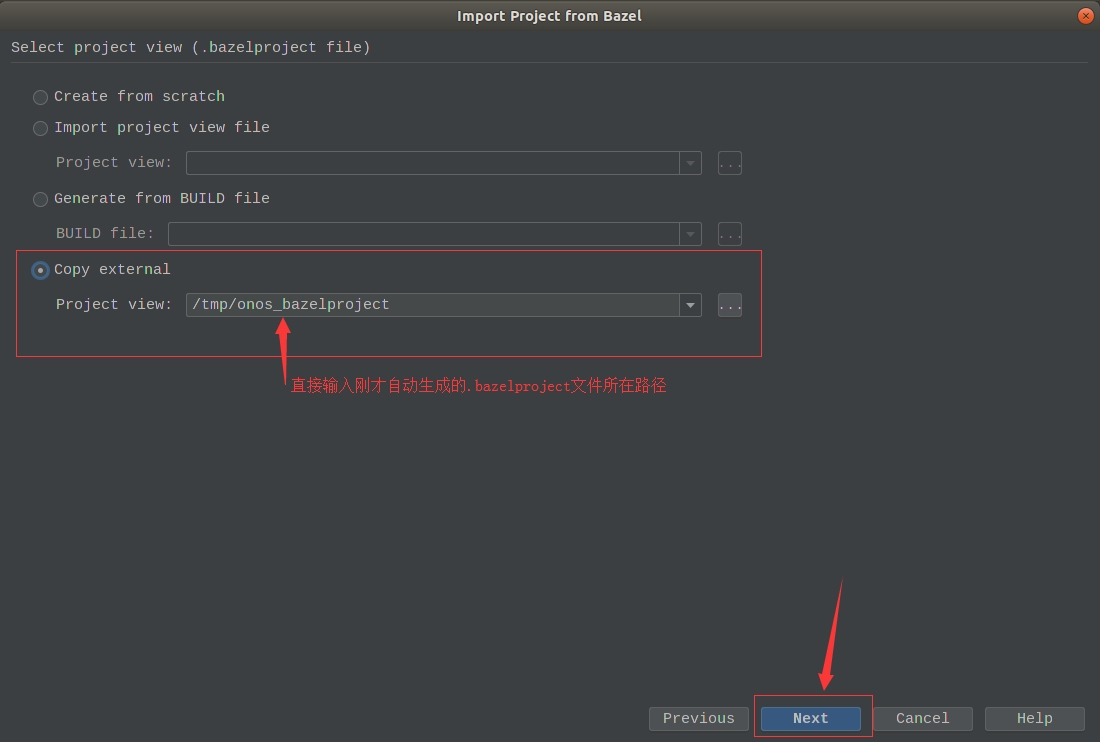 Import Project from Bazel
Select project view (.bazelproject file)
Create from scratch
Import project view file
Project view:
...
Generate from BUILD file
BUILD file:
...
Copy external
Project view: /tmp/onos_bazelproject
...
直接输入刚才自动生成的.bazelproject文件所在路径
Previous Next Cancel Help